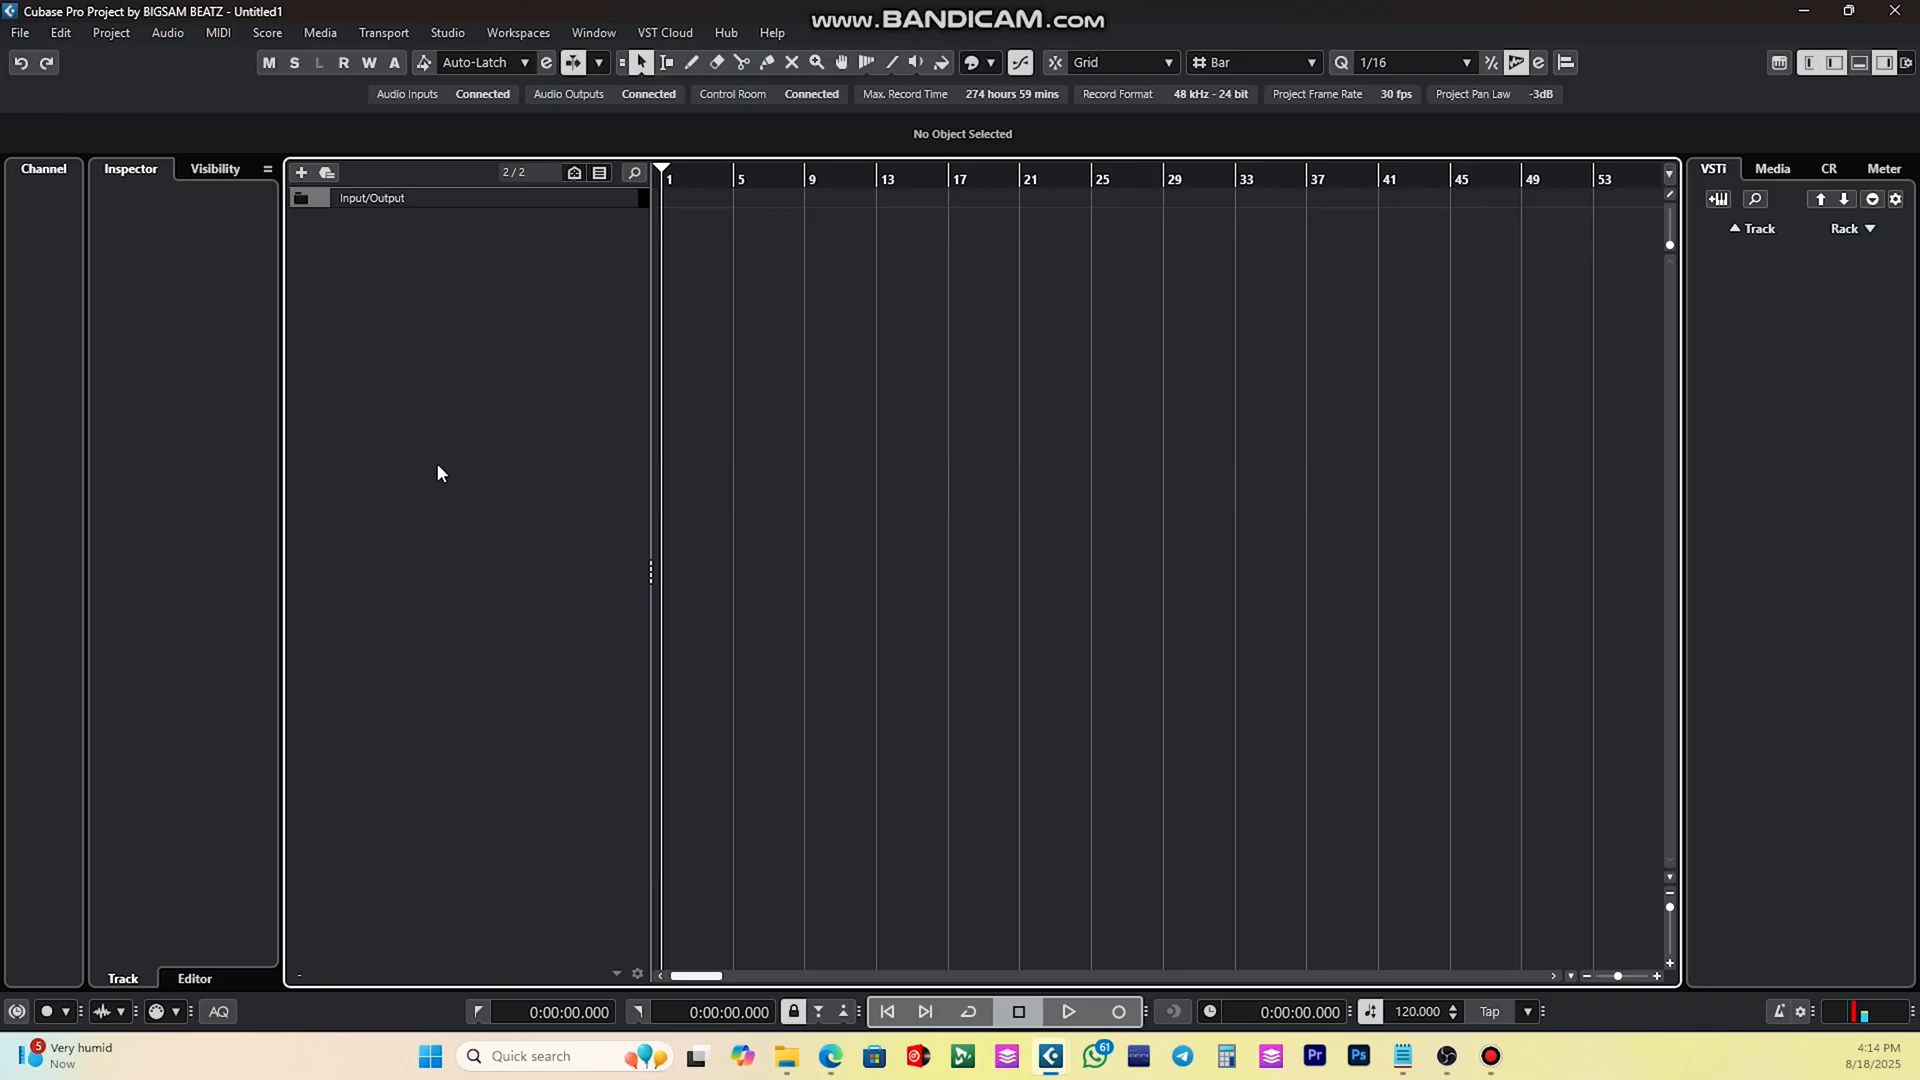 Cubase Pro Project by BIGSAM BEATZ - Untitled1
www.BANDICAM.com
File Edit Project Audio MIDI Score Media Transport Studio Workspaces Window VST Cloud Hub Help
M S L R W A Auto-Latch e Grid Bar Q 1/16 e
Audio Inputs Connected Audio Outputs Connected Control Room Connected Max. Record Time 274 hours 59 mins Record Format 48 kHz - 24 bit Project Frame Rate 30 fps Project Pan Law -3dB
No Object Selected
Channel Inspector Visibility 2/2 1 5 9 13 17 21 25 29 33 37 41 45 49 53 VSTi Media CR Meter
Input/Output
Track Rack
Track Editor
AQ 0:00:00.000 0:00:00.000 0:00:00.000 120.000 Tap
5 Very humid
Now
Quick search
61
Pr Ps
4:14 PM
8/18/2025